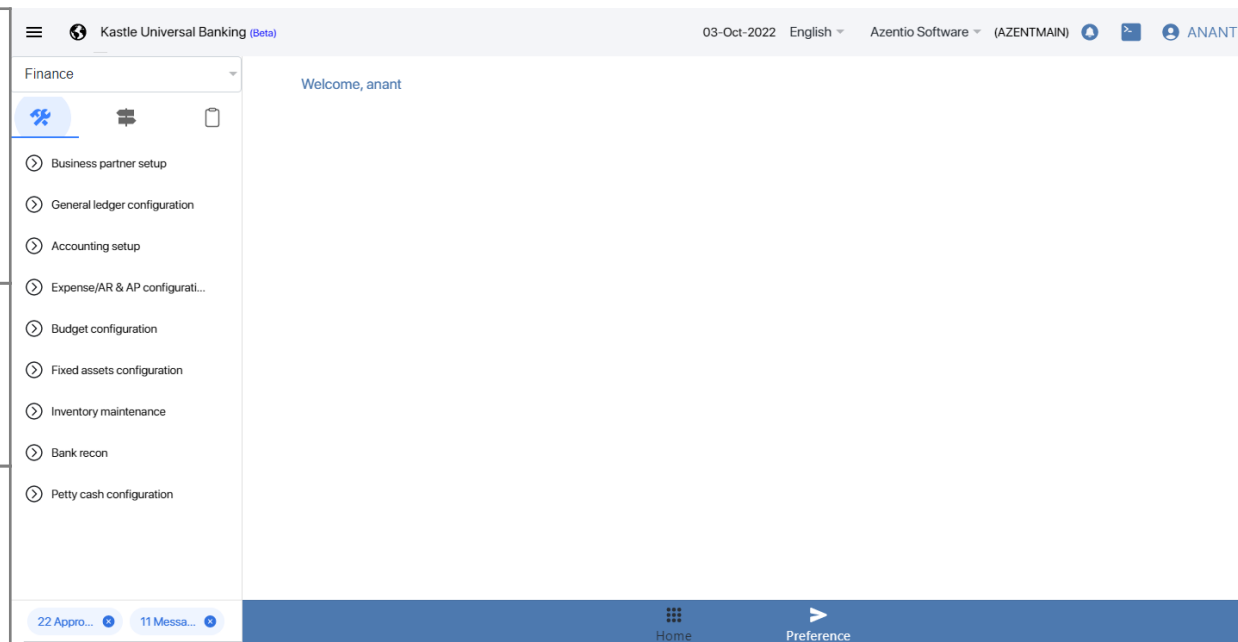 Kastle Universal Banking (Beta)
03-Oct-2022 English Azentio Software (AZENTMAIN) ANANT
Finance
Welcome, anant
Business partner setup
General ledger configuration
Accounting setup
Expense/AR & AP configurati...
Budget configuration
Fixed assets configuration
Inventory maintenance
Bank recon
Petty cash configuration
22 Appro...
11 Messa...
Home
Preference